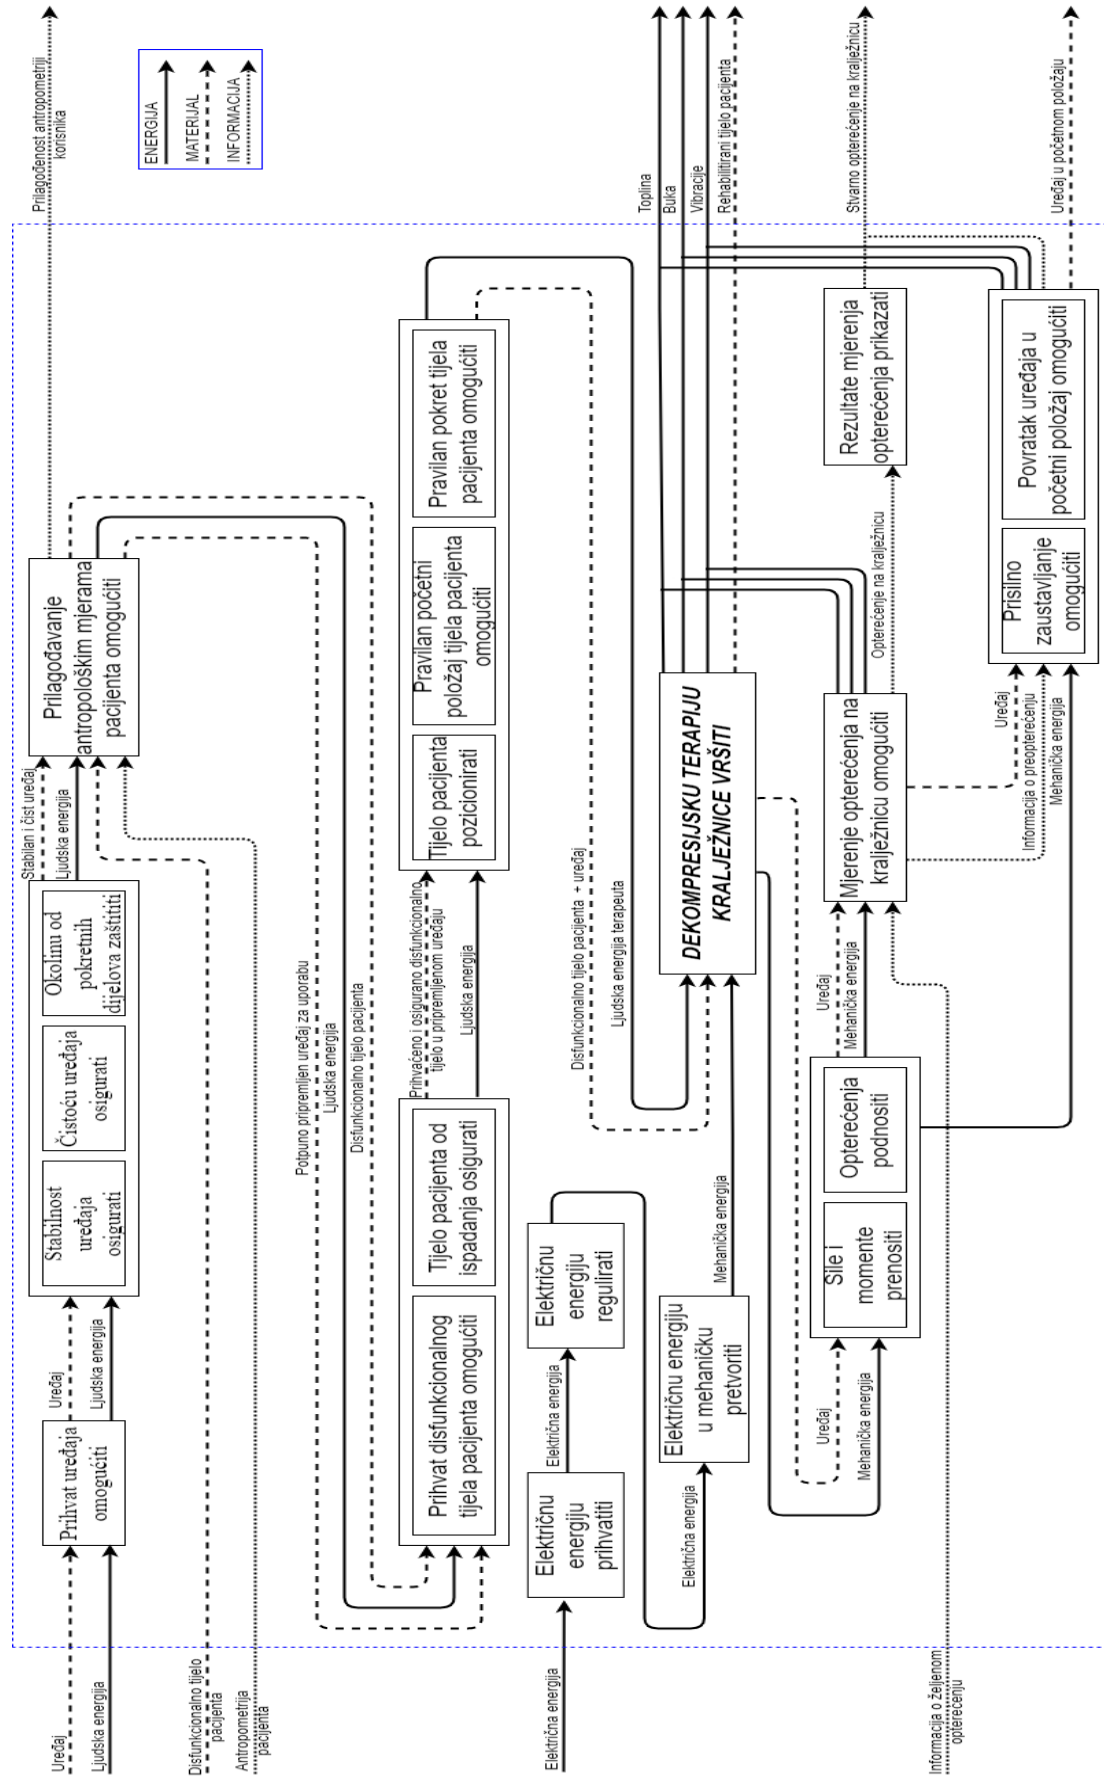 Uređaj
Ljudska energija
Disfunkcionalno tijelo
pacijenta
Antropometrija
pacijenta
Električna energija
Informacija o željenom
opterećenju
Prihvat uređaja
omogućiti
Uređaj
Ljudska energija
Stabilnost
uređaja
osigurati
Čistoću uređaja
osigurati
Okolinu od
pokretnih
dijelova zaštititi
Stabilan i čist uređaj
Ljudska energija
Prilagođavanje
antropološkim mjerama
pacijenta omogućiti
Prilagođenost antropometriji
korisnika
ENERGIJA
MATERIJAL
INFORMACIJA
Potpuno pripremljen uređaj za uporabu
Ljudska energija
Disfunkcionalno tijelo pacijenta
Prihvat disfunkcionalnog
tijela pacijenta omogućiti
Tijelo pacijenta od
ispadanja osigurati
Prihvaćeno i osigurano disfunkcionalno
tijelo u pripremljenom uređaju
Ljudska energija
Tijelo pacijenta
pozicionirati
Pravilan početni
položaj tijela pacijenta
omogućiti
Pravilan pokret tijela
pacijenta omogućiti
Električnu
energiju
prihvatiti
Električna energija
Električnu
energiju
regulirati
Disfunkcionalno tijelo pacijenta + uređaj
Ljudska energija terapeuta
Električna energija
Električnu energiju
u mehaničku
pretvoriti
Mehanička energija
DEKOMPRESIJSKU TERAPIJU
KRALJEŽNICE VRŠITI
Toplina
Buka
Vibracije
Rehabilitirani tijelo pacijenta
Uređaj
Mehanička energija
Sile i
momente
prenositi
Opterećenja
podnositi
Uređaj
Mehanička energija
Mjerenje opterećenja na
kralježnicu omogućiti
Opterećenje na kralježnicu
Rezultate mjerenja
opterećenja prikazati
Stvarno opterećenje na kralježnicu
Uređaj
Informacija o preopterećenju
Mehanička energija
Prisilno
zaustavljanje
omogućiti
Povratak uređaja u
početni položaj omogućiti
Uređaj u početnom položaju